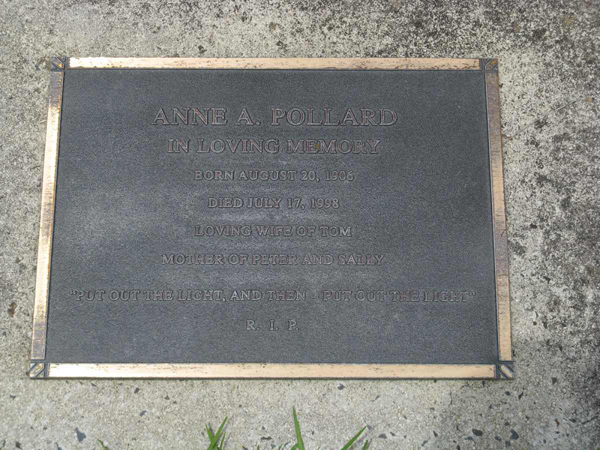 ANNE A. POLLARD
IN LOVING MEMORY
BORN AUGUST 20, 1906
DIED JULY 17, 1998
LOVING WIFE OF TOM
MOTHER OF PETER AND SALLY
"PUT OUT THE LIGHT, AND THEN - PUT OUT THE LIGHT"
R. I. P.